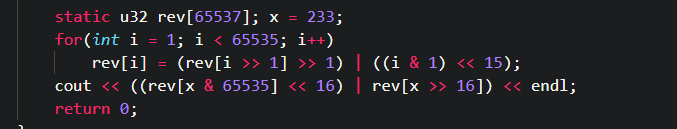 static u32 rev[65537]; x = 233;
for(int i = 1; i < 65535; i++)
rev[i] = (rev[i >> 1] >> 1) | ((i & 1) << 15);
cout << ((rev[x & 65535] << 16) | rev[x >> 16]) << endl;
return 0;